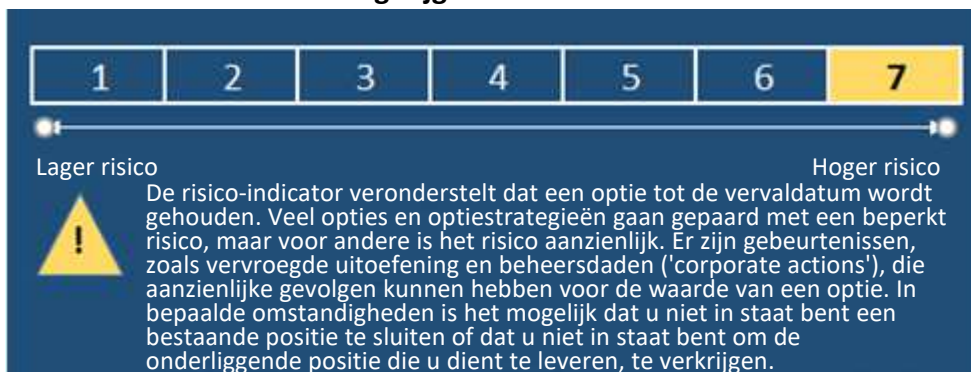 1 2 3 4 5 6 7
Lager risico Hoger risico
De risico-indicator veronderstelt dat een optie tot de vervaldatum wordt
gehouden. Veel opties en optiestrategieën gaan gepaard met een beperkt
! risico, maar voor andere is het risico aanzienlijk. Er zijn gebeurtenissen,
zoals vervroegde uitoefening en beheersdaden ('corporate actions'), die
aanzienlijke gevolgen kunnen hebben voor de waarde van een optie. In
bepaalde omstandigheden is het mogelijk dat u niet in staat bent een
bestaande positie te sluiten of dat u niet in staat bent om de
onderliggende positie die u dient te leveren, te verkrijgen.